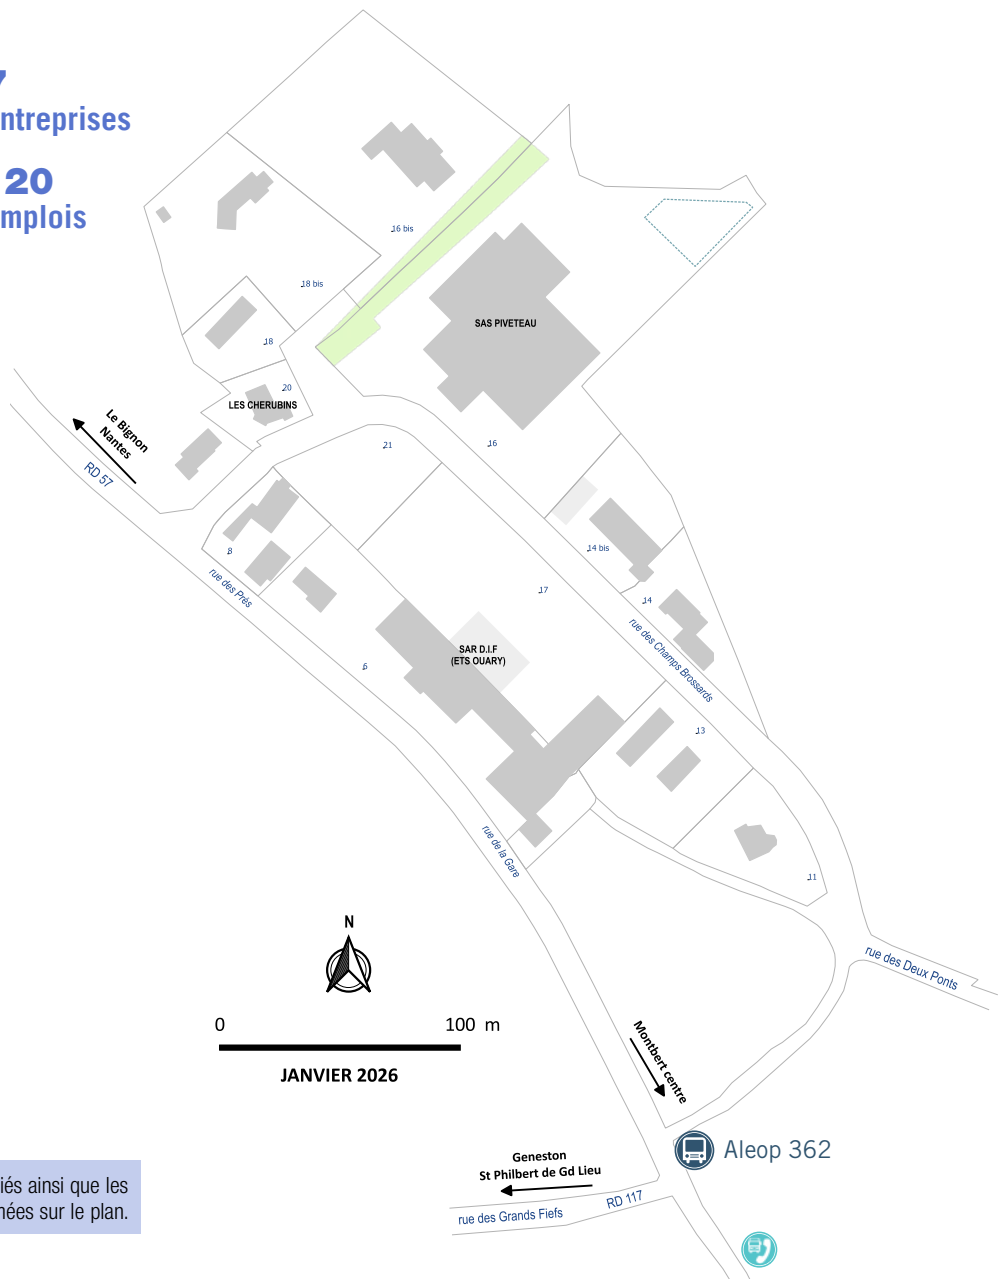 7
ntreprises
20
mplois
16 bis
18 bis
SAS PIVETEAU
18
20
LES CHERUBINS
Le Bignon
Nantes
RD 57
21
16
14 bis
8
rue des Prés
17
14
rue des Champs Brossards
SAR D.I.F
(ETS OUARY)
6
13
rue de la Gare
11
N
rue des Deux Ponts
0
100 m
JANVIER 2026
Montbert centre
Aleop 362
Geneston
St Philbert de Gd Lieu
RD 117
rue des Grands Fiefs
iés ainsi que les
nées sur le plan.